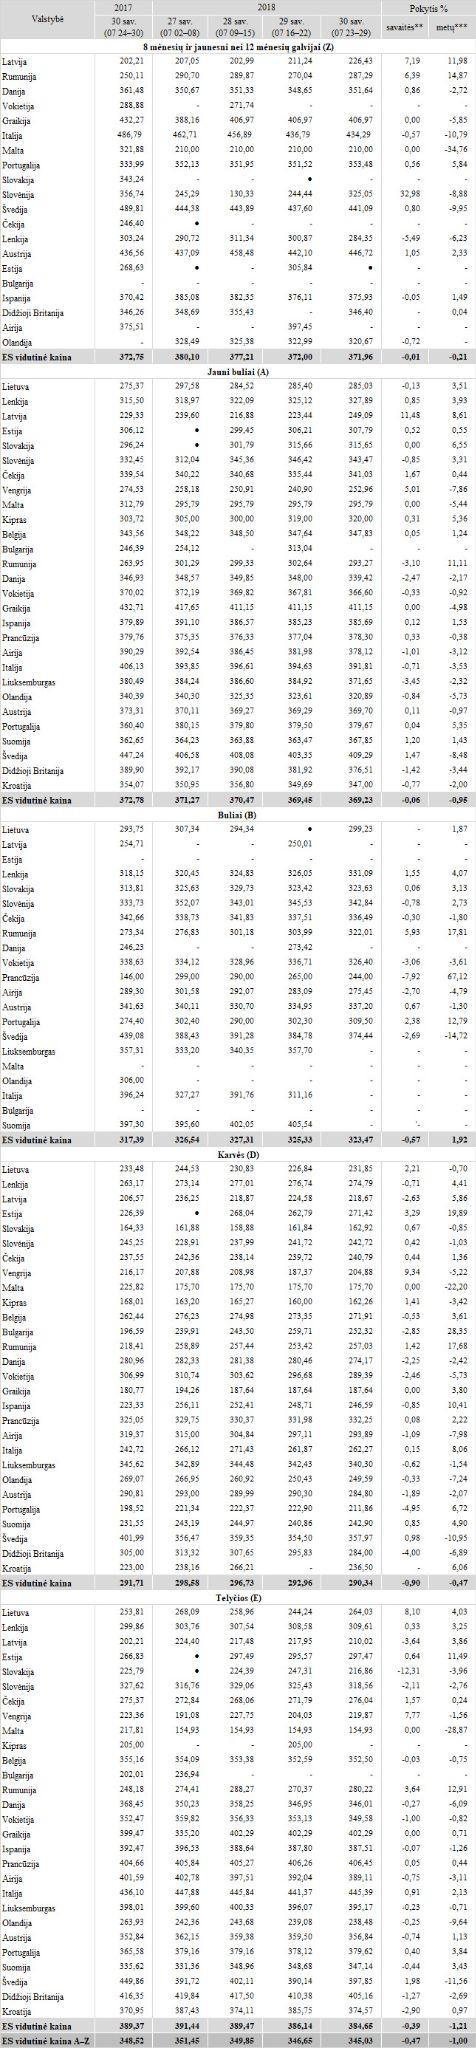 Valstybė 2017 2018 Pokytis %
30 sav. (07 24–30) 27 sav. (07 02–08) 28 sav. (07 09–15) 29 sav. (07 16–22) 30 sav. (07 23–29) savaitės** metų***
8 mėnesių ir jaunesni nei 12 mėnesių galvijai (Z)
Latvija 202,21 207,05 202,99 211,24 226,43 7,19 11,98
Rumunija 250,11 290,70 289,87 270,04 287,29 6,39 14,87
Danija 361,48 350,67 351,33 348,65 351,64 0,86 -2,72
Vokietija 288,88 - 271,74 - - - -
Graikija 432,27 388,16 406,97 406,97 406,97 0,00 -5,85
Italija 486,79 462,71 456,89 436,79 434,29 -0,57 -10,79
Malta 321,88 210,00 210,00 210,00 210,00 0,00 -34,76
Portugalija 333,99 352,13 351,95 351,52 353,48 0,56 5,84
Slovakija 343,24 - - ● - - -
Slovėnija 356,74 245,29 130,33 244,44 325,05 32,98 -8,88
Švedija 489,81 444,38 443,89 437,60 441,09 0,80 -9,95
Čekija 246,40 ● - - - - -
Lenkija 303,24 290,72 311,34 300,87 284,35 -5,49 -6,23
Austrija 436,56 437,09 458,48 442,10 446,72 1,05 2,33
Estija 268,63 ● - 305,84 ● - -
Bulgarija - - - - - - -
Ispanija 370,42 385,08 382,35 376,11 375,93 -0,05 1,49
Didžioji Britanija 346,26 348,69 355,43 - 346,40 - 0,04
Airija 375,51 - - 397,45 - - -
Olandija - 328,49 325,38 322,99 320,67 -0,72 -
ES vidutinė kaina 372,75 380,10 377,21 372,00 371,96 -0,01 -0,21
Jauni buliai (A)
Lietuva 275,37 297,58 284,52 285,40 285,03 -0,13 3,51
Lenkija 315,50 318,97 322,09 325,12 327,89 0,85 3,93
Latvija 229,33 239,60 216,88 223,44 249,09 11,48 8,61
Estija 306,12 ● 299,45 306,21 307,79 0,52 0,55
Slovakija 296,24 ● 301,79 315,66 315,65 0,00 6,55
Slovėnija 332,45 312,04 345,36 346,42 343,47 -0,85 3,31
Čekija 339,54 340,22 340,68 335,44 341,03 1,67 0,44
Vengrija 274,53 258,18 250,91 240,90 252,96 5,01 -7,86
Malta 312,79 295,79 295,79 295,79 295,79 0,00 -5,44
Kipras 303,72 305,00 300,00 319,00 320,00 0,31 5,36
Belgija 343,56 348,22 348,50 347,64 347,83 0,05 1,24
Bulgarija 246,39 254,12 - 313,04 - - -
Rumunija 263,95 301,29 299,33 302,64 293,27 -3,10 11,11
Danija 346,93 348,57 349,85 348,00 339,42 -2,47 -2,17
Vokietija 370,02 372,19 369,82 367,81 366,60 -0,33 -0,92
Graikija 432,71 417,65 411,15 411,15 411,15 0,00 -4,98
Ispanija 379,89 391,10 386,57 385,23 385,69 0,12 1,53
Prancūzija 379,76 375,35 376,33 377,04 378,30 0,33 -0,38
Airija 390,29 392,54 386,45 381,98 378,12 -1,01 -3,12
Italija 406,13 393,85 396,61 394,63 391,81 -0,71 -3,53
Liuksemburgas 380,49 384,24 386,60 384,92 371,65 -3,45 -2,32
Olandija 340,39 340,30 325,35 323,61 320,89 -0,84 -5,73
Austrija 373,31 370,11 369,27 369,29 369,70 0,11 -0,97
Portugalija 360,40 380,15 379,80 379,50 379,67 0,04 5,35
Suomija 362,65 364,23 363,88 363,47 367,85 1,20 1,43
Švedija 447,24 406,58 408,08 403,35 409,29 1,47 -8,48
Didžioji Britanija 389,90 392,17 390,08 381,92 376,51 -1,42 -3,44
Kroatija 354,07 350,95 356,80 349,69 347,00 -0,77 -2,00
ES vidutinė kaina 372,78 371,27 370,47 369,45 369,23 -0,06 -0,95
Buliai (B)
Lietuva 293,75 307,34 294,34 ● 299,23 - 1,87
Latvija 254,71 - - 250,01 - - -
Estija - - - - - - -
Lenkija 318,15 320,45 324,83 326,05 331,09 1,55 4,07
Slovakija 313,81 325,63 329,73 323,42 323,63 0,06 3,13
Slovėnija 333,73 352,07 343,01 345,53 342,84 -0,78 2,73
Čekija 342,66 338,73 341,83 337,51 336,49 -0,30 -1,80
Rumunija 273,34 276,83 301,18 303,99 322,01 5,93 17,81
Danija 246,23 - - 273,42 - - -
Vokietija 338,63 334,12 328,96 336,71 326,40 -3,06 -3,61
Prancūzija 146,00 299,00 290,00 265,00 244,00 -7,92 67,12
Airija 289,30 301,58 292,07 283,09 275,45 -2,70 -4,79
Austrija 341,63 340,11 330,70 334,95 337,20 0,67 -1,30
Portugalija 274,40 302,40 290,00 302,30 309,50 2,38 12,79
Švedija 439,08 388,43 391,28 384,78 374,44 -2,69 -14,72
Liuksemburgas 357,31 333,20 340,35 357,70 - - -
Malta - - - - - - -
Olandija 306,00 - - - - - -
Italija 396,24 327,27 391,76 311,16 - - -
Bulgarija - - - - - - -
Suomija 397,30 395,60 402,05 405,54 - '- -
ES vidutinė kaina 317,39 326,54 327,31 325,33 323,47 -0,57 1,92
Karvės (D)
Lietuva 233,48 244,53 230,83 226,84 231,85 2,21 -0,70
Lenkija 263,17 273,14 277,01 276,74 274,79 -0,71 4,41
Latvija 206,57 236,25 218,87 224,58 218,67 -2,63 5,86
Estija 226,39 ● 268,04 262,79 271,42 3,29 19,89
Slovakija 164,33 161,88 158,88 161,84 162,92 0,67 -0,85
Slovėnija 245,25 228,91 237,99 241,72 242,72 0,42 -1,03
Čekija 237,55 242,36 238,14 239,72 240,79 0,44 1,36
Vengrija 216,17 207,88 208,98 187,37 204,88 9,34 -5,22
Malta 225,82 175,70 175,70 175,70 175,70 0,00 -22,20
Kipras 168,01 163,20 165,27 160,00 162,26 1,41 -3,42
Belgija 262,44 276,23 274,98 273,35 271,91 -0,53 3,61
Bulgarija 196,59 239,91 243,50 259,71 252,32 -2,85 28,35
Rumunija 218,41 258,89 257,44 253,42 257,03 1,42 17,68
Danija 280,96 282,33 281,38 280,46 274,17 -2,25 -2,42
Vokietija 306,99 310,74 303,62 296,68 289,39 -2,46 -5,73
Graikija 180,77 194,26 187,64 187,64 187,64 0,00 3,80
Ispanija 223,33 256,11 252,41 248,71 246,59 -0,85 10,41
Prancūzija 325,05 329,75 330,37 331,98 332,25 0,08 2,22
Airija 319,37 315,00 304,84 297,11 293,89 -1,09 -7,98
Italija 242,72 266,12 271,43 261,87 262,27 0,15 8,06
Liuksemburgas 345,62 342,89 344,48 342,43 340,30 -0,62 -1,54
Olandija 269,07 266,95 260,92 250,43 249,59 -0,33 -7,24
Austrija 290,81 293,00 289,99 290,30 284,80 -1,89 -2,07
Portugalija 198,52 221,34 222,37 222,90 211,86 -4,95 6,72
Suomija 231,55 243,19 244,97 240,86 242,90 0,85 4,90
Švedija 401,99 356,47 359,35 354,50 357,97 0,98 -10,95
Didžioji Britanija 305,00 313,32 307,65 295,83 284,00 -4,00 -6,89
Kroatija 223,00 238,16 266,21 - 236,50 - 6,06
ES vidutinė kaina 291,71 298,58 296,73 292,96 290,34 -0,90 -0,47
Telyčios (E)
Lietuva 253,81 268,09 258,96 244,24 264,03 8,10 4,03
Lenkija 299,86 303,76 307,54 308,58 309,61 0,33 3,25
Latvija 202,21 224,40 217,48 217,95 210,02 -3,64 3,86
Estija 266,83 ● 297,49 295,57 297,47 0,64 11,49
Slovakija 225,79 ● 224,39 247,31 216,86 -12,31 -3,96
Slovėnija 327,62 316,76 329,06 325,43 318,56 -2,11 -2,76
Čekija 275,37 272,84 268,06 271,79 276,04 1,57 0,24
Vengrija 223,36 191,08 227,75 204,03 219,87 7,77 -1,56
Malta 217,81 154,93 154,93 154,93 154,93 0,00 -28,87
Kipras 205,00 - - 205,00 - - -
Belgija 355,16 354,09 353,38 352,59 352,50 -0,03 -0,75
Bulgarija 202,01 236,94 - - - - -
Rumunija 248,18 274,41 288,27 270,37 280,22 3,64 12,91
Danija 368,45 350,23 358,25 346,95 346,01 -0,27 -6,09
Vokietija 352,47 359,82 356,33 353,13 349,58 -1,00 -0,82
Graikija 399,47 335,20 402,29 402,29 402,29 0,00 0,71
Ispanija 392,47 396,53 388,64 387,80 387,51 -0,07 -1,26
Prancūzija 404,66 405,84 405,27 406,26 406,45 0,05 0,44
Airija 401,59 402,78 397,51 392,04 389,11 -0,75 -3,11
Italija 436,10 447,88 445,84 441,37 445,39 0,91 2,13
Liuksemburgas 398,01 399,60 400,33 396,07 395,17 -0,23 -0,71
Olandija 263,93 242,36 243,68 239,08 238,48 -0,25 -9,64
Austrija 352,84 362,15 359,38 359,50 356,84 -0,74 1,13
Portugalija 365,58 379,16 379,16 378,12 379,62 0,40 3,84
Suomija 335,62 331,36 348,96 348,68 347,14 -0,44 3,43
Švedija 449,86 391,72 402,11 390,14 397,85 1,98 -11,56
Didžioji Britanija 416,35 419,84 417,50 410,38 405,16 -1,27 -2,69
Kroatija 370,95 387,43 374,11 385,75 374,57 -2,90 0,97
ES vidutinė kaina 389,37 391,44 389,47 386,14 384,65 -0,39 -1,21
ES vidutinė kaina A–Z 348,52 351,45 349,85 346,65 345,03 -0,47 -1,00